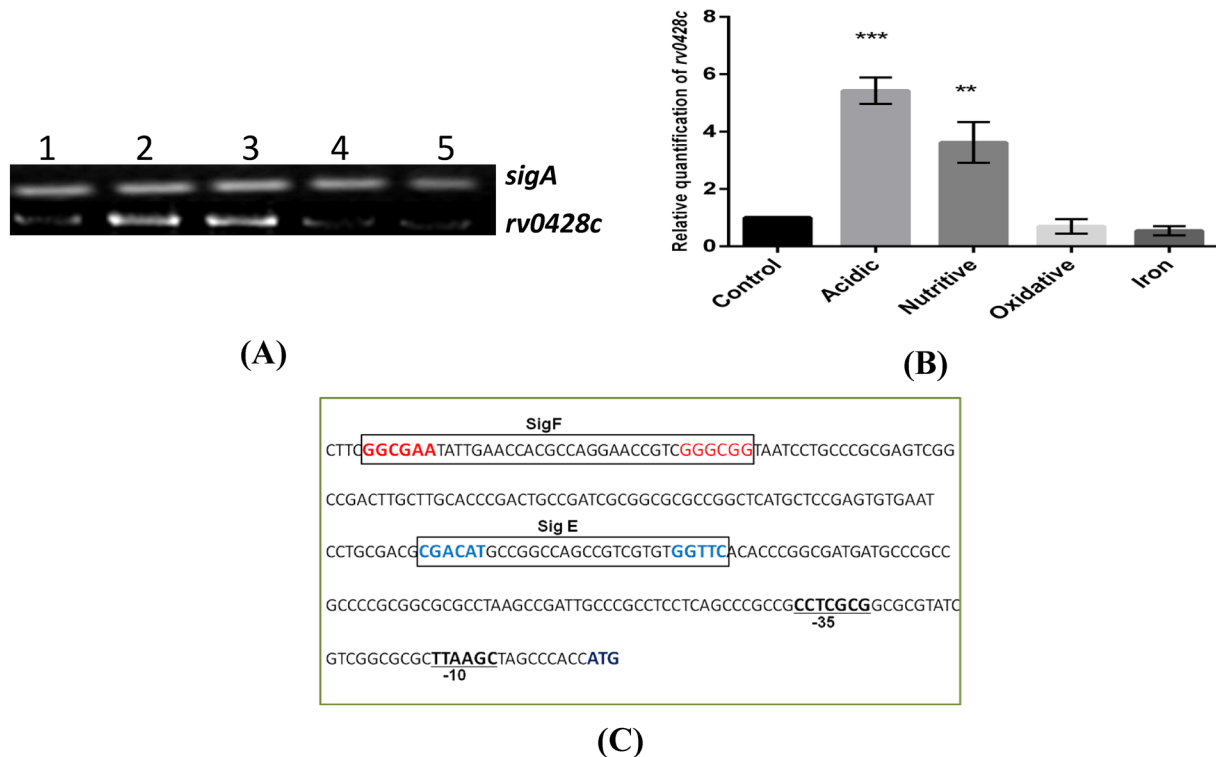 1 2 3 4 5
sigA
rv0428c
(A)
Relative quantification of rv0428c
8
6
4
2
0
***
**
Control
Acidic
Nutritive
Oxidative
Iron
(B)
SigF
CTTCGGCGAATATTGAACCACGCCAGGAACCGTCGGGCGGTAATCCTGCCCGCGAGTCGG
CCGACTTGCTTGCACCCGACTGCCGATCGCGGCGCGCCGGCTCATGCTCCGAGTGTGAAT
Sig E
CCTGCGACGCGACATGCCGGCCAGCCGTCGTGTGGTTCACACCCGGCGATGATGCCCGCC
GCCCCGCGGCGCGCCTAAGCCGATTGCCCGCCTCCTCAGCCCGCCGCCTCGCGGCGCGTATC
-35
GTCGGCGCGCTTAAGCTAGCCCACCATG
-10
(C)